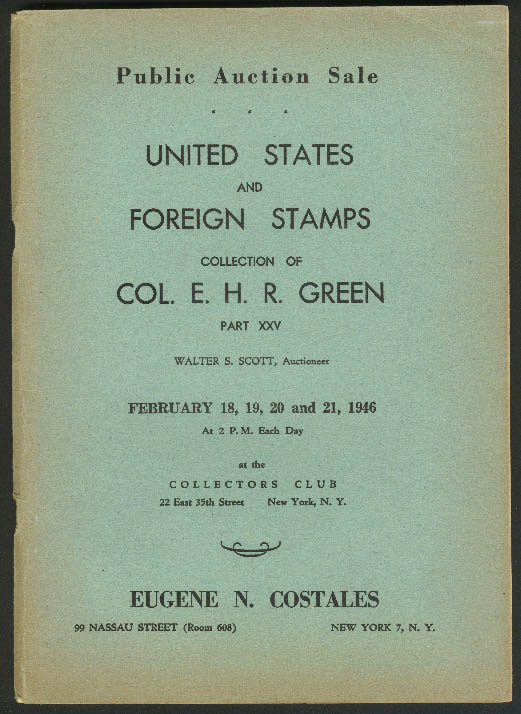 Public Auction Sale
UNITED STATES
AND
FOREIGN STAMPS
COLLECTION OF
COL. E. H. R. GREEN
PART XXV
WALTER S. SCOTT, Auctioneer
FEBRUARY 18, 19, 20 and 21, 1946
At 2 P. M. Each Day
at the
COLLECTORS CLUB
22 East 35th Street New York, N. Y.
EUGENE N. COSTALES
99 NASSAU STREET (Room 608) NEW YORK 7, N. Y.